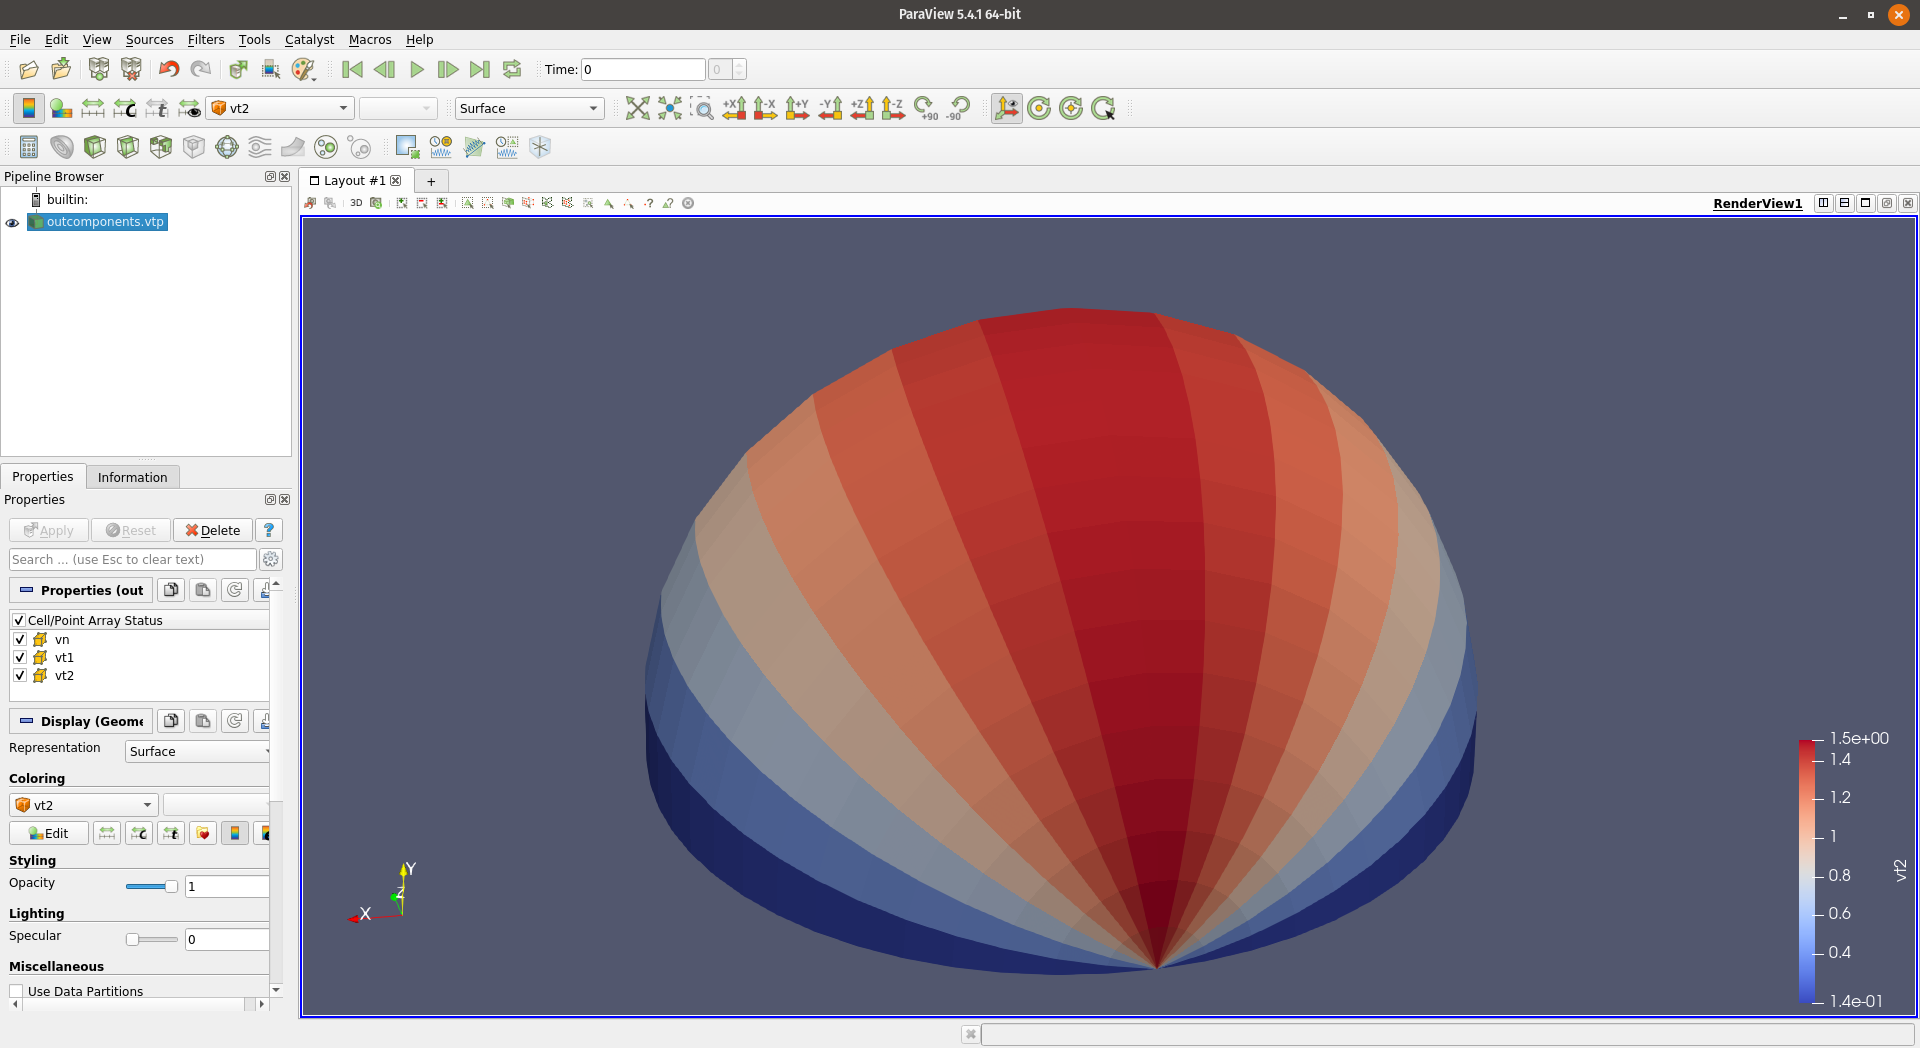 ParaView 5.4.1 64-bit
File Edit View Sources Filters Tools Catalyst Macros Help
Time: 0 0
vt2 Surface +X -X +Y -Y +Z -Z +90 -90
Pipeline Browser
Layout #1 +
builtin:
3D RenderView1
outcomponents.vtp
Properties Information
Properties
Apply Reset Delete ?
Search ... (use Esc to clear text)
Properties (out
Cell/Point Array Status
vn
vt1
vt2
Display (Geome
Representation Surface
Coloring
vt2
Edit
Styling
Opacity 1
Lighting
Specular 0
Miscellaneous
Use Data Partitions
Y
Z
X
1.5e+00
1.4
1.2
1
0.8
0.6
0.4
1.4e-01
vt2